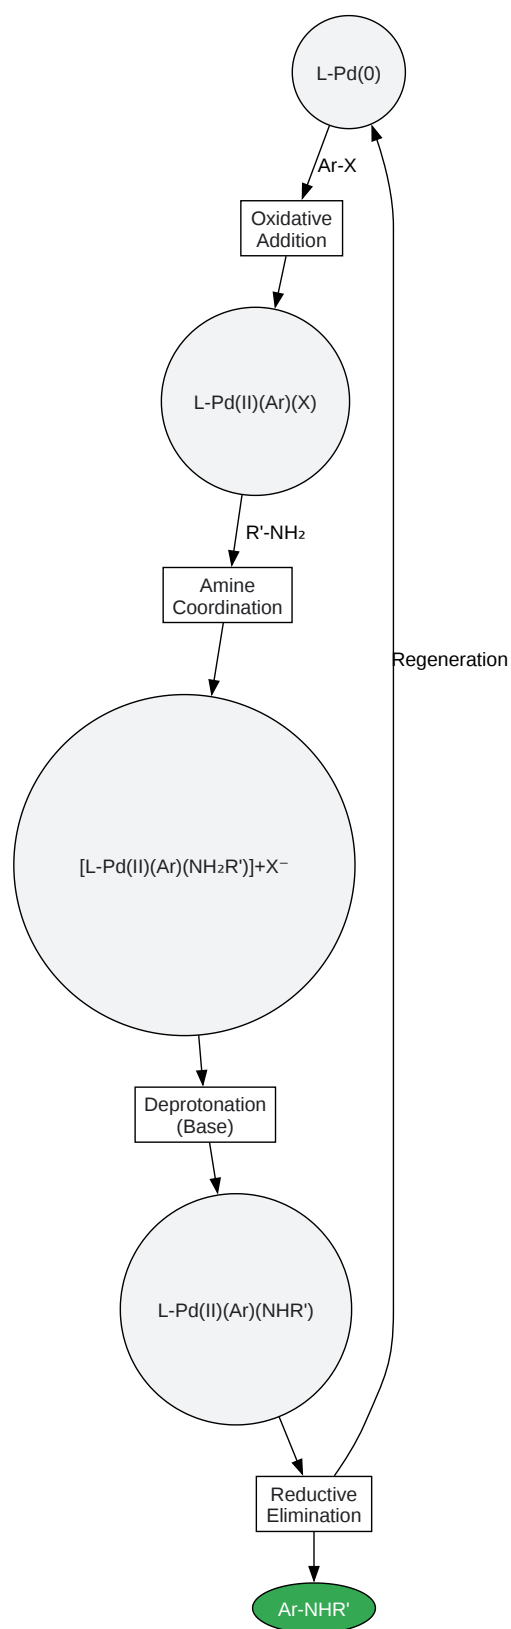 L-Pd(0)
Ar-X
Oxidative
Addition
L-Pd(II)(Ar)(X)
R'-NH₂
Amine
Coordination
Regeneration
[L-Pd(II)(Ar)(NH₂R')]+X⁻
Deprotonation
(Base)
L-Pd(II)(Ar)(NHR')
Reductive
Elimination
Ar-NHR'